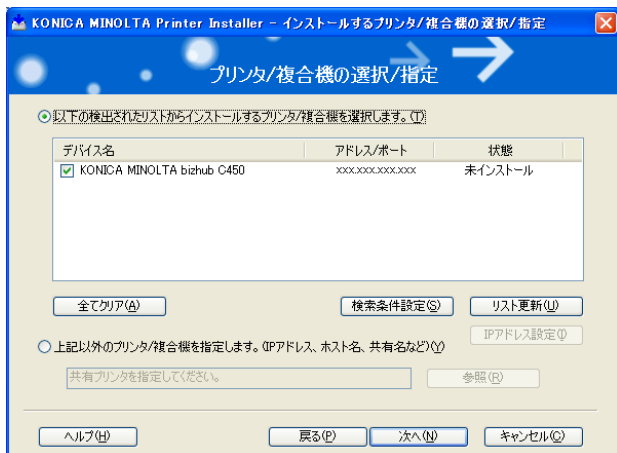 KONICA MINOLTA Printer Installer - インストールするプリンタ/複合機の選択/指定
プリンタ/複合機の選択/指定
以下の検出されたリストからインストールするプリンタ/複合機を選択します。(T)
デバイス名 アドレス/ポート 状態
KONICA MINOLTA bizhub C450 xxx.xxx.xxx.xxx 未インストール
全てクリア(A) 検索条件設定(S) リスト更新(U)
IPアドレス設定(I)
上記以外のプリンタ/複合機を指定します。(IPアドレス、ホスト名、共有名など)(Y)
共有プリンタを指定してください。 参照(R)
ヘルプ(H) 戻る(P) 次へ(N) キャンセル(C)